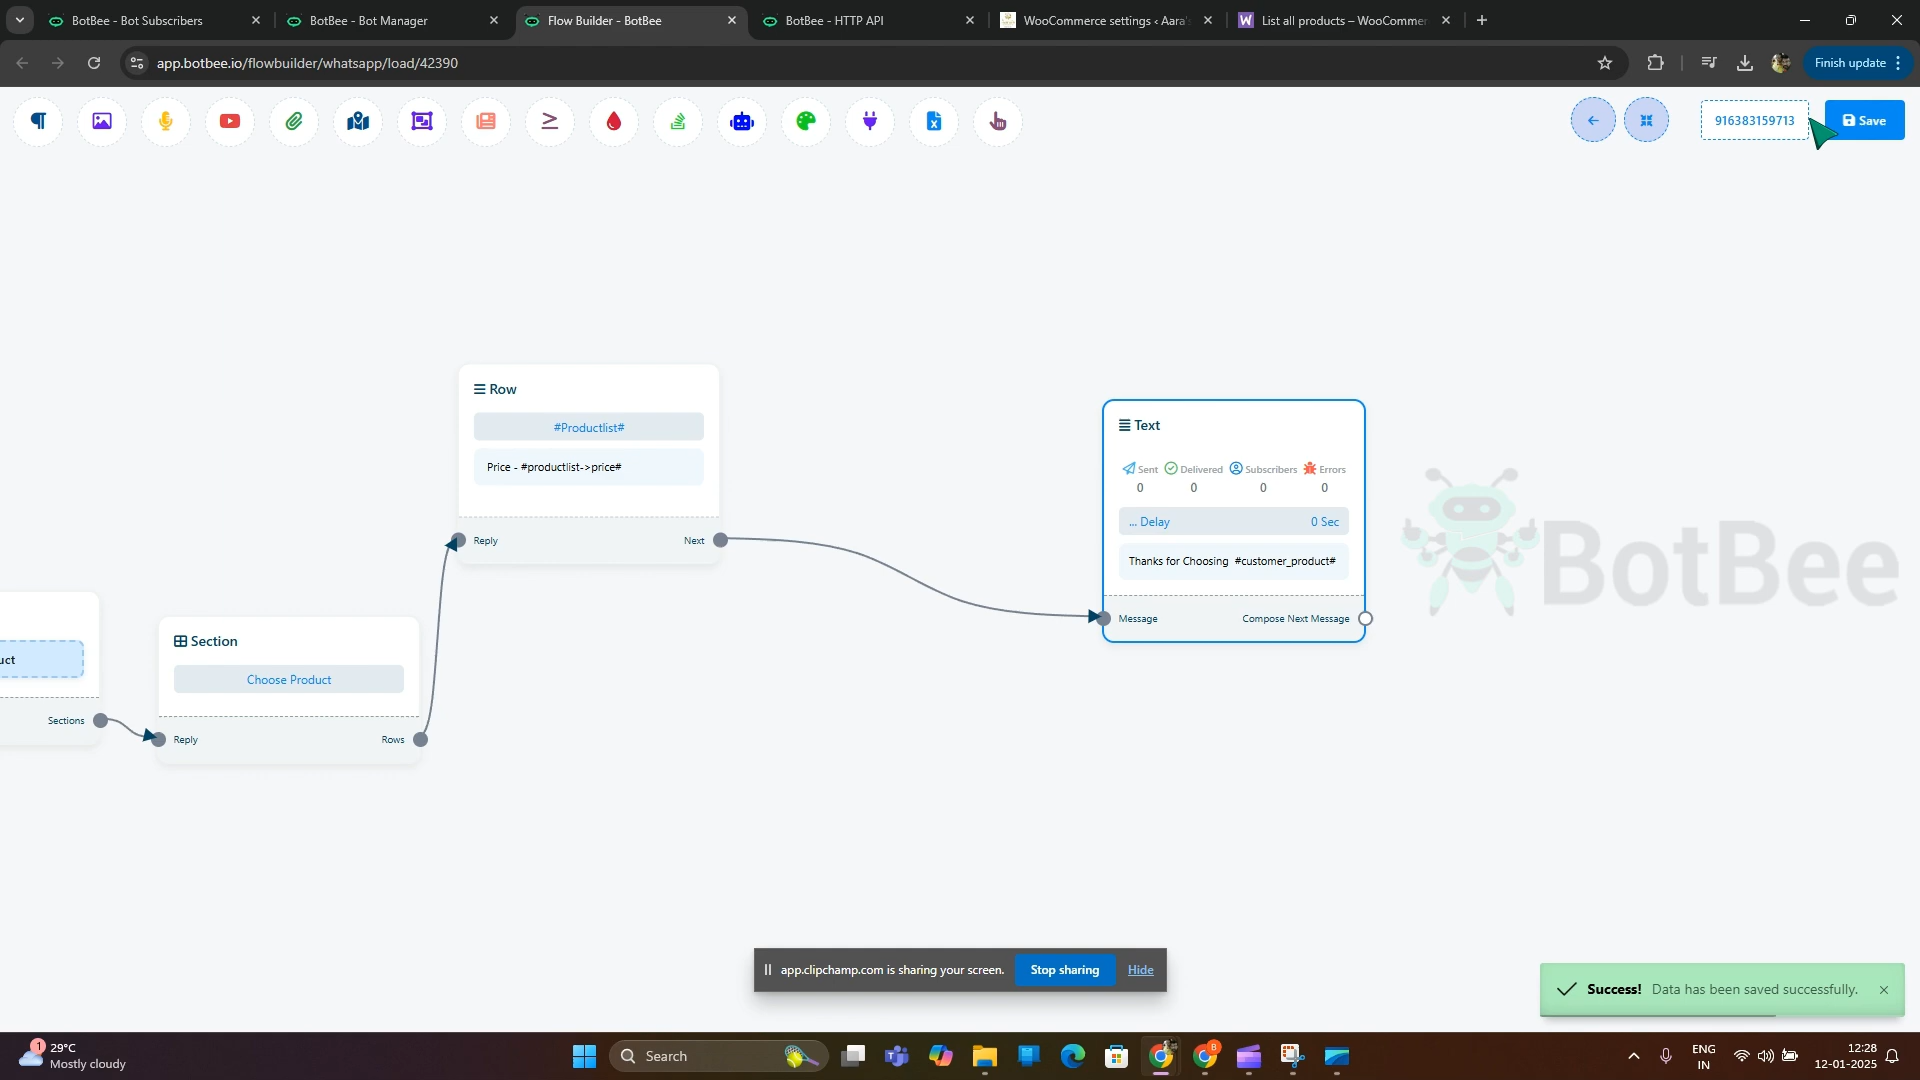 BotBee - Bot Subscribers
BotBee - Bot Manager
Flow Builder - BotBee
BotBee - HTTP API
WooCommerce settings ‹ Aara's
List all products – WooCommer
app.botbee.io/flowbuilder/whatsapp/load/42390
Finish update
916383159713
Save
Row
#Productlist#
Price - #productlist->price#
Reply
Next
Text
Sent Delivered Subscribers Errors
0 0 0 0
... Delay 0 Sec
Thanks for Choosing #customer_product#
Message
Compose Next Message
BotBee
uct
Sections
Section
Choose Product
Reply
Rows
app.clipchamp.com is sharing your screen.
Stop sharing
Hide
Success! Data has been saved successfully.
1
29°C
Mostly cloudy
Search
8
ENG
IN
12:28
12-01-2025